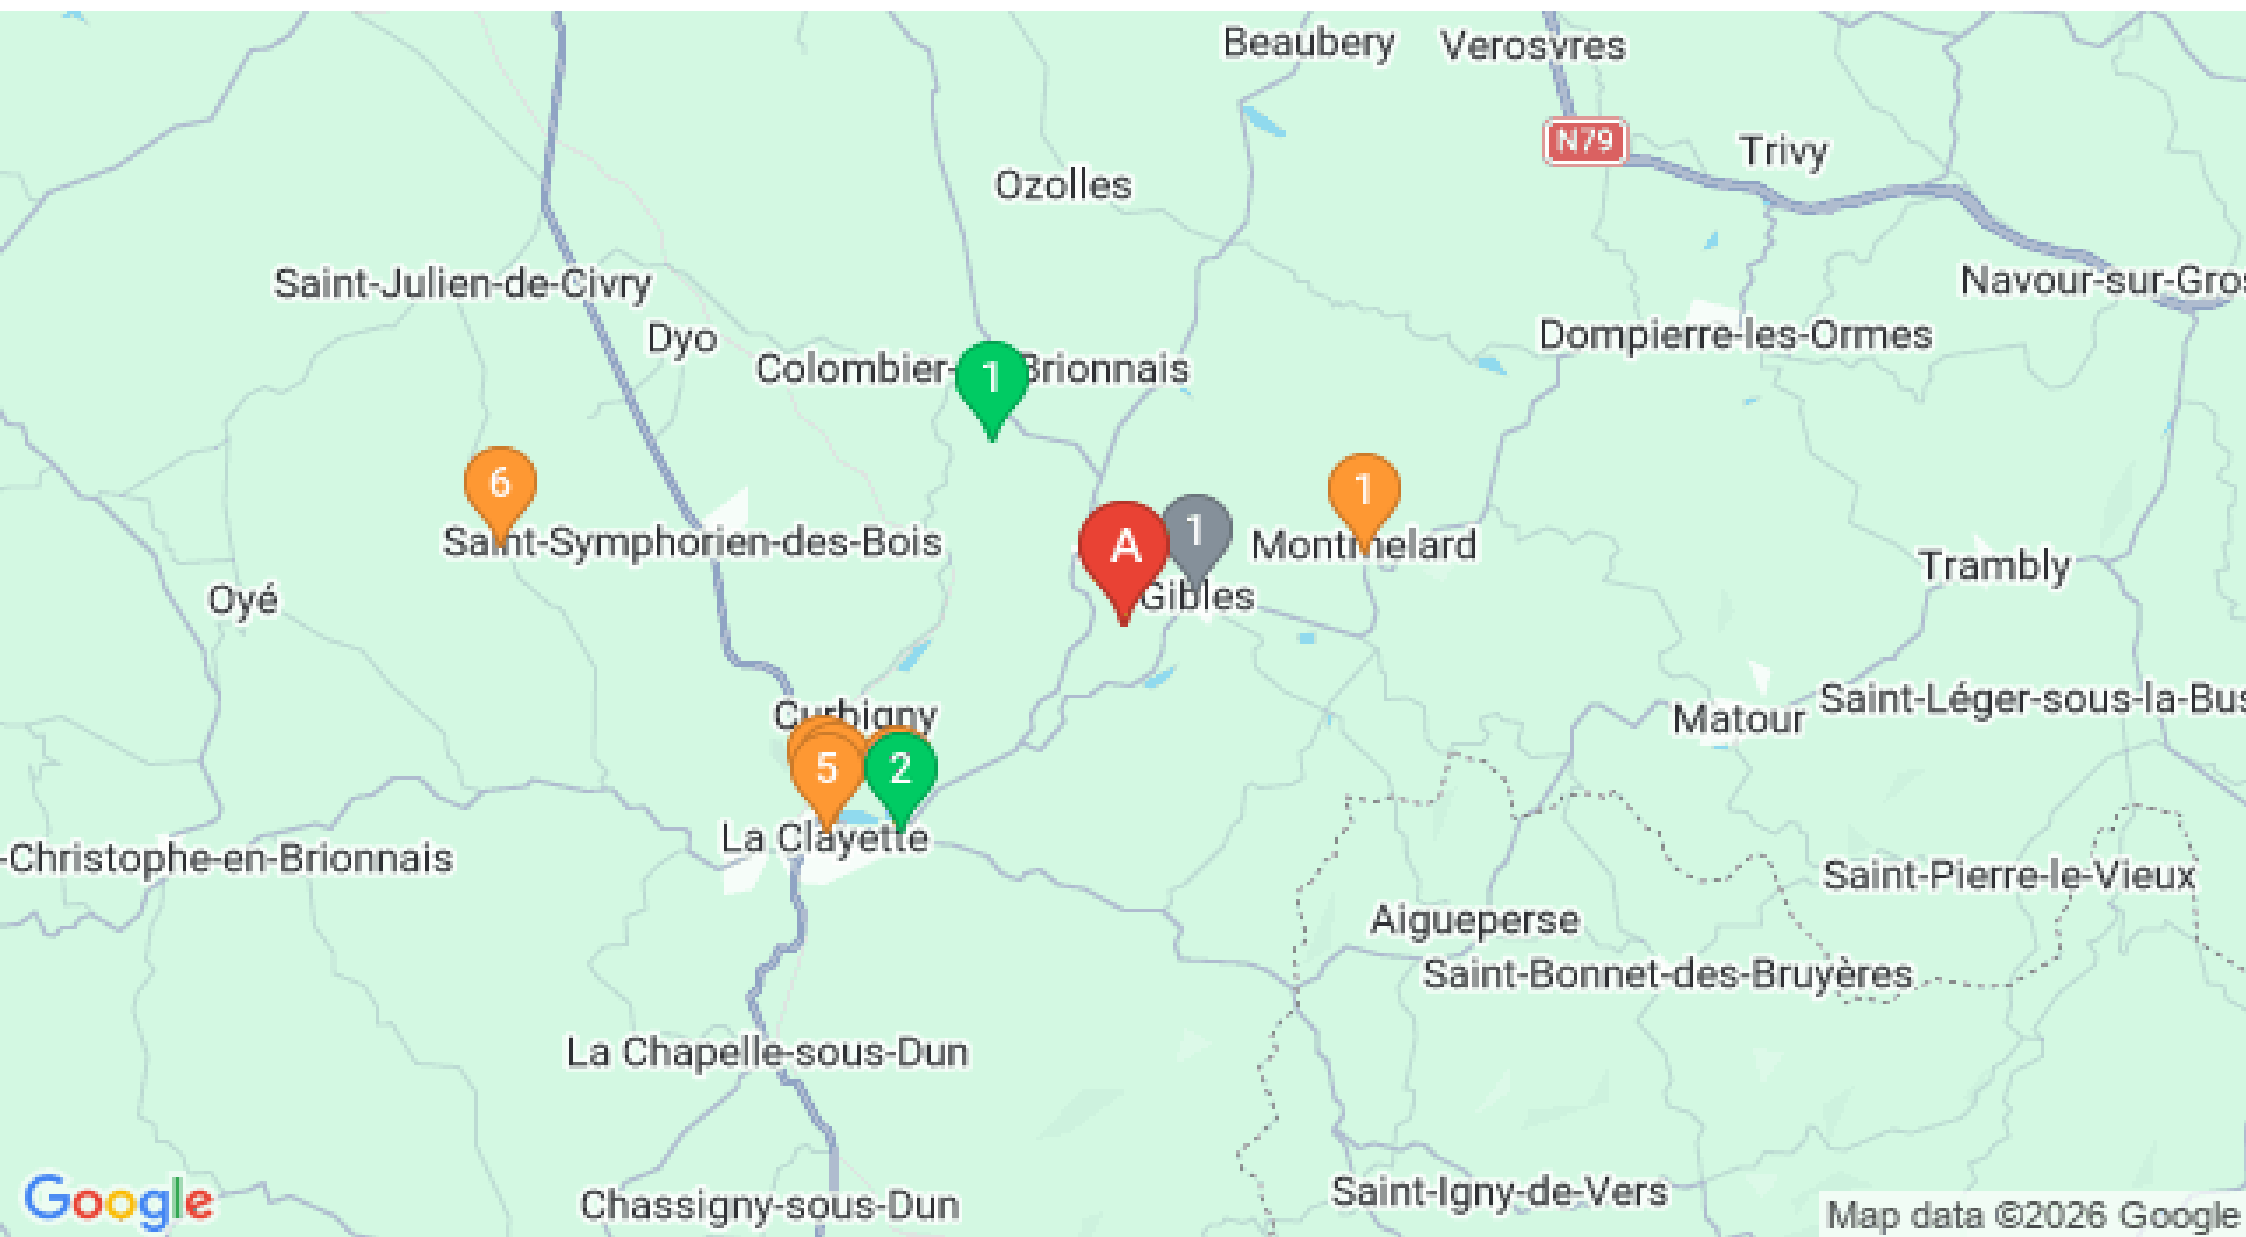 Beaubery
Verosvres
N79
Trivy
Ozolles
Saint-Julien-de-Civry
Navour-sur-Gros
Dyo
Dompierre-les-Ormes
Colombier- Brionnais
1
6
1
1
A
Saint-Symphorien-des-Bois
Montmelard
Trambly
Oyé
Gibles
Curbigny
Matour
Saint-Léger-sous-la-Bus
5
2
La Clayette
-Christophe-en-Brionnais
Saint-Pierre-le-Vieux
Aigueperse
Saint-Bonnet-des-Bruyères
La Chapelle-sous-Dun
Saint-Igny-de-Vers
Chassigny-sous-Dun
Google
Map data ©2026 Google